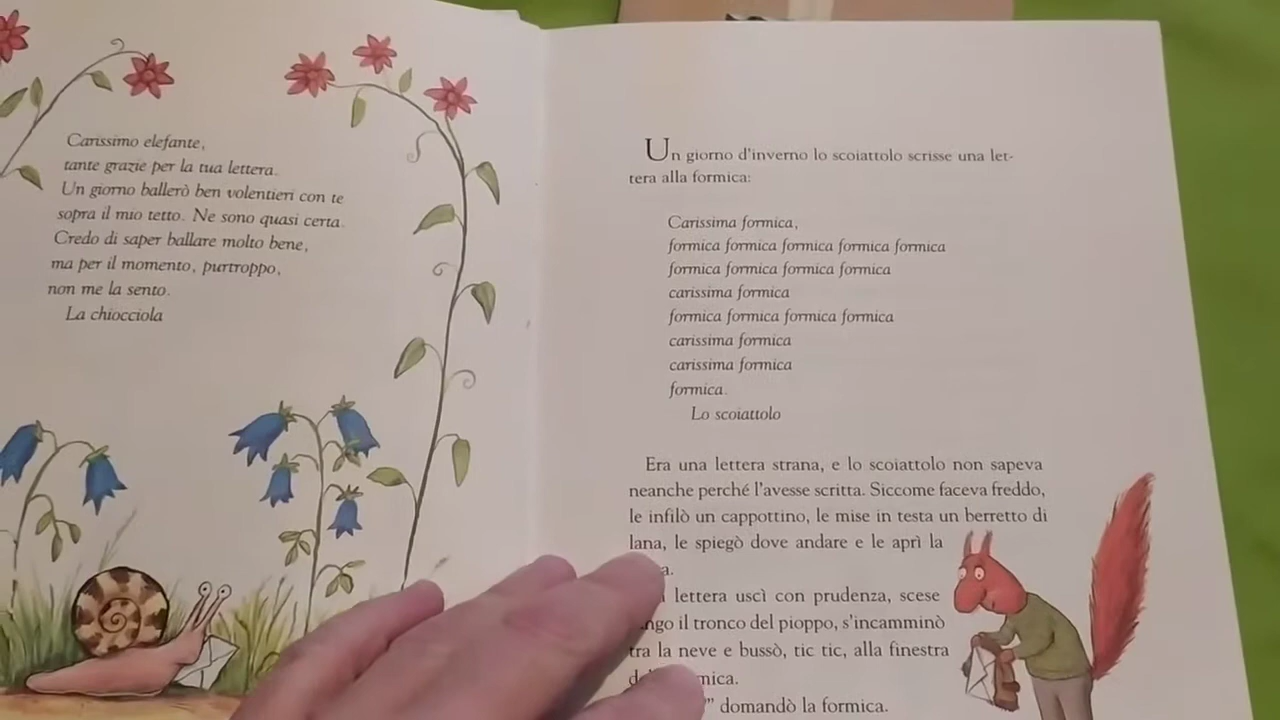 Carissimo elefante,
tante grazie per la tua lettera.
Un giorno ballerò ben volentieri con te
sopra il mio tetto. Ne sono quasi certa.
Credo di saper ballare molto bene,
ma per il momento, purtroppo,
non me la sento.
La chiocciola
Un giorno d'inverno lo scoiattolo scrisse una let-
tera alla formica:
Carissima formica,
formica formica formica formica formica
formica formica formica formica
carissima formica
formica formica formica formica
carissima formica
carissima formica
formica.
Lo scoiattolo
Era una lettera strana, e lo scoiattolo non sapeva
neanche perché l'avesse scritta. Siccome faceva freddo,
le infilò un cappottino, le mise in testa un berretto di
lana, le spiegò dove andare e le aprì la
lettera uscì con prudenza, scese
il tronco del pioppo, s'incamminò
tra la neve e bussò, tic tic, alla finestra
" domandò la formica.